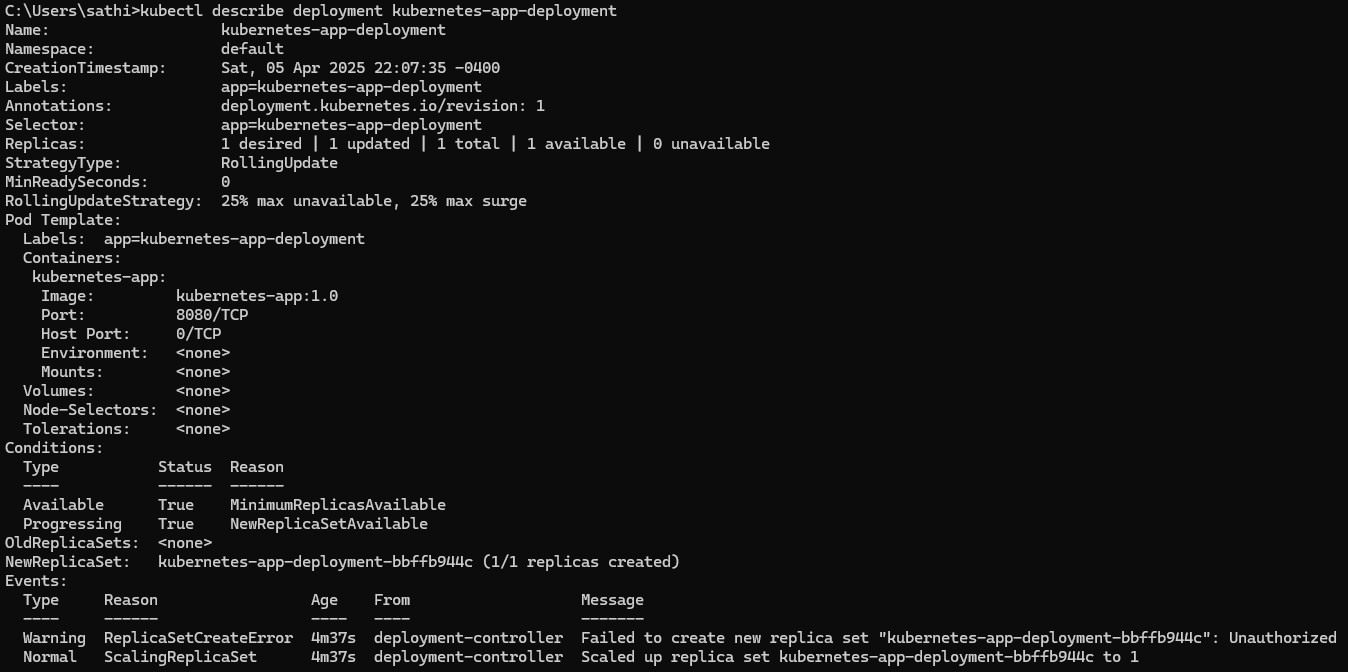 C:\Users\sathi>kubectl describe deployment kubernetes-app-deployment
Name:                   kubernetes-app-deployment
Namespace:              default
CreationTimestamp:      Sat, 05 Apr 2025 22:07:35 -0400
Labels:                 app=kubernetes-app-deployment
Annotations:            deployment.kubernetes.io/revision: 1
Selector:               app=kubernetes-app-deployment
Replicas:               1 desired | 1 updated | 1 total | 1 available | 0 unavailable
StrategyType:           RollingUpdate
MinReadySeconds:        0
RollingUpdateStrategy:  25% max unavailable, 25% max surge
Pod Template:
  Labels:  app=kubernetes-app-deployment
  Containers:
   kubernetes-app:
    Image:         kubernetes-app:1.0
    Port:          8080/TCP
    Host Port:     0/TCP
    Environment:   <none>
    Mounts:        <none>
  Volumes:         <none>
  Node-Selectors:  <none>
  Tolerations:     <none>
Conditions:
  Type           Status  Reason
  ----           ------  ------
  Available      True    MinimumReplicasAvailable
  Progressing    True    NewReplicaSetAvailable
OldReplicaSets:  <none>
NewReplicaSet:   kubernetes-app-deployment-bbffb944c (1/1 replicas created)
Events:
  Type     Reason                 Age    From                   Message
  ----     ------                 ----   ----                   -------
  Warning  ReplicaSetCreateError  4m37s  deployment-controller  Failed to create new replica set "kubernetes-app-deployment-bbffb944c": Unauthorized
  Normal   ScalingReplicaSet      4m37s  deployment-controller  Scaled up replica set kubernetes-app-deployment-bbffb944c to 1